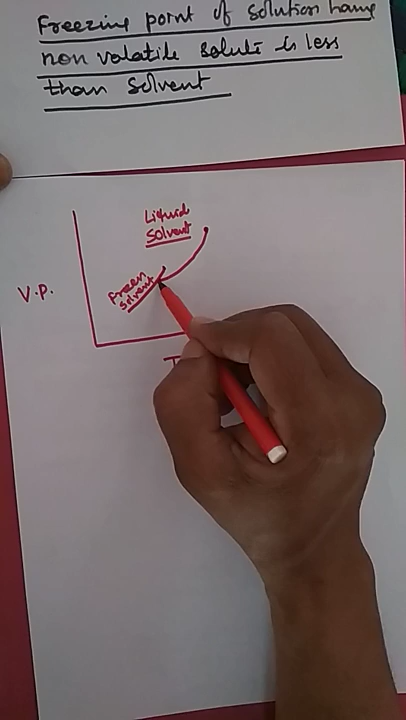 Freezing point of solution having
non volatile solute is less
than solvent
Liquid
Solvent
Frozen
solvent
V.P.
T